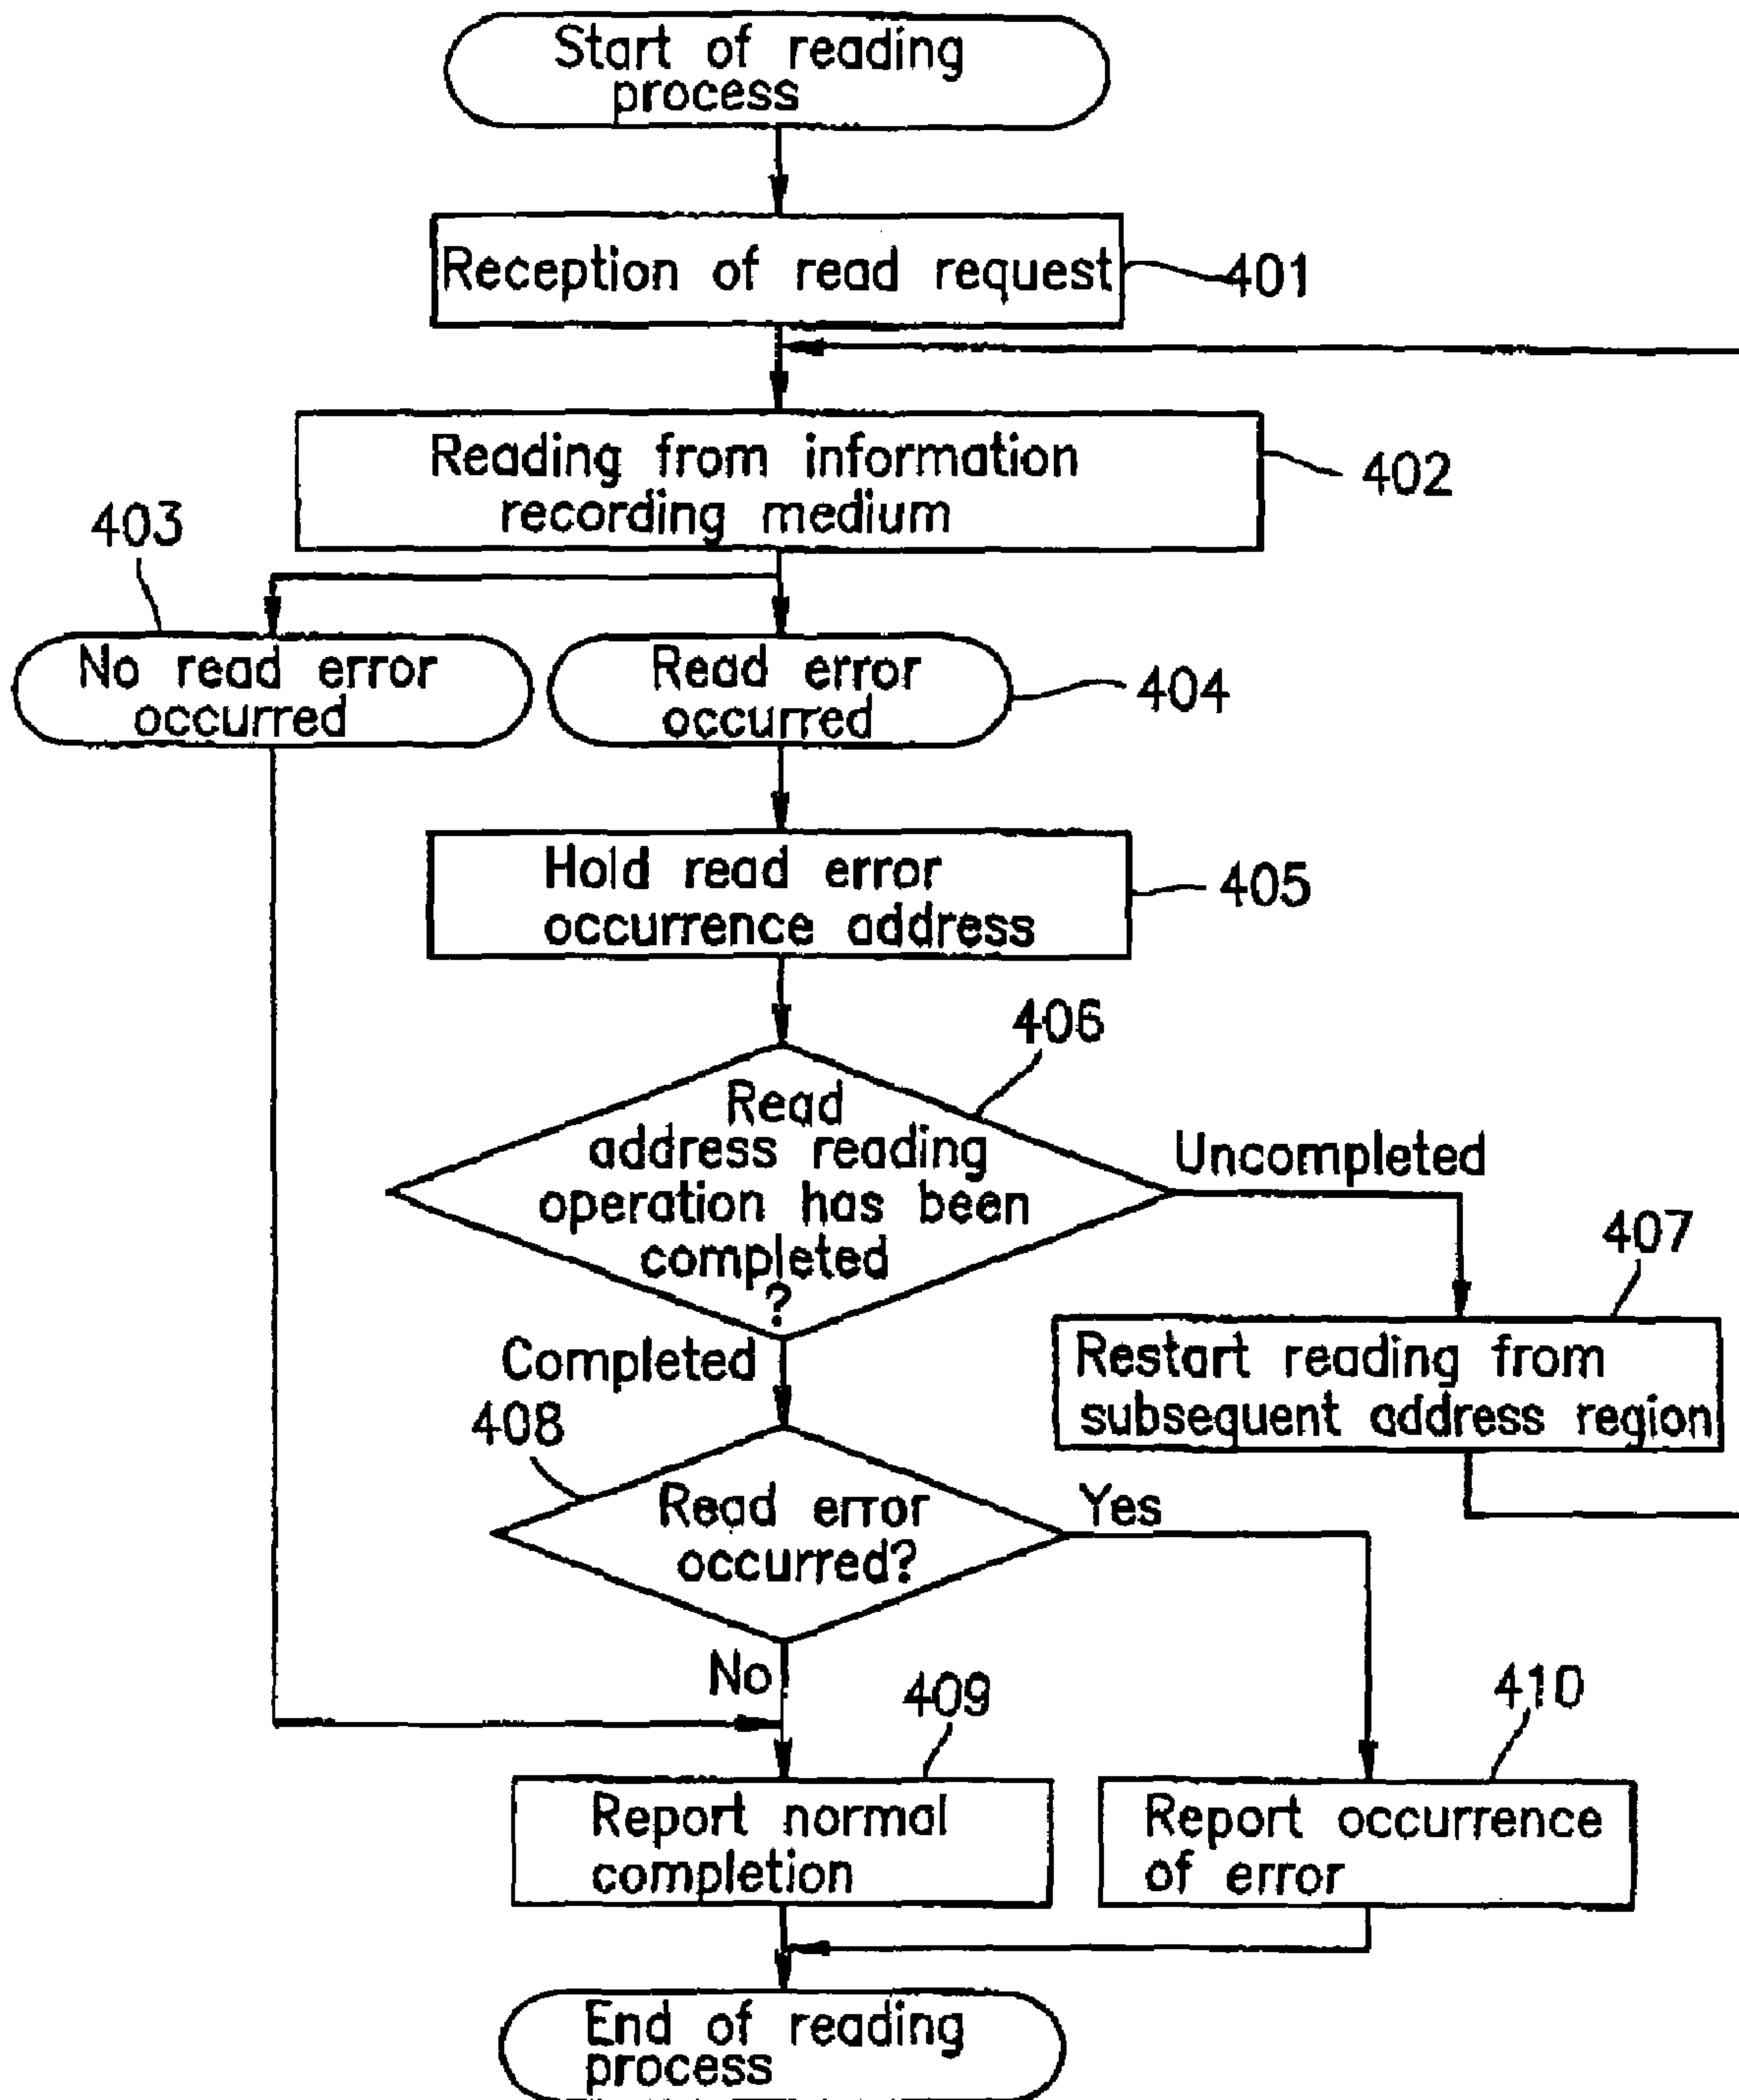 Start of reading
process
Reception of read request
401
Reading from information
recording medium
402
403
No read error
occurred
Read error
occurred
404
Hold read error
occurrence address
405
406
Read
address reading
operation has been
completed
?
Uncompleted
407
Restart reading from
subsequent address region
Completed
408
Read error
occurred?
Yes
No
409
410
Report normal
completion
Report occurrence
of error
End of reading
process